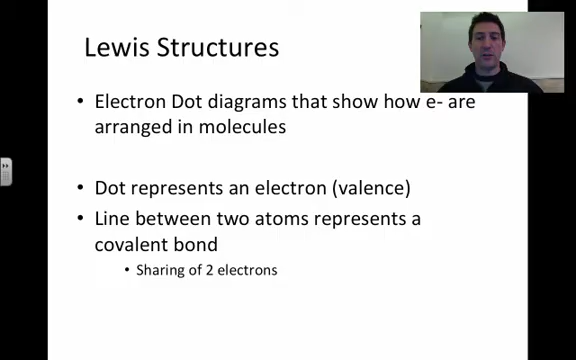 Lewis Structures
• Electron Dot diagrams that show how e- are
arranged in molecules
• Dot represents an electron (valence)
• Line between two atoms represents a
covalent bond
• Sharing of 2 electrons